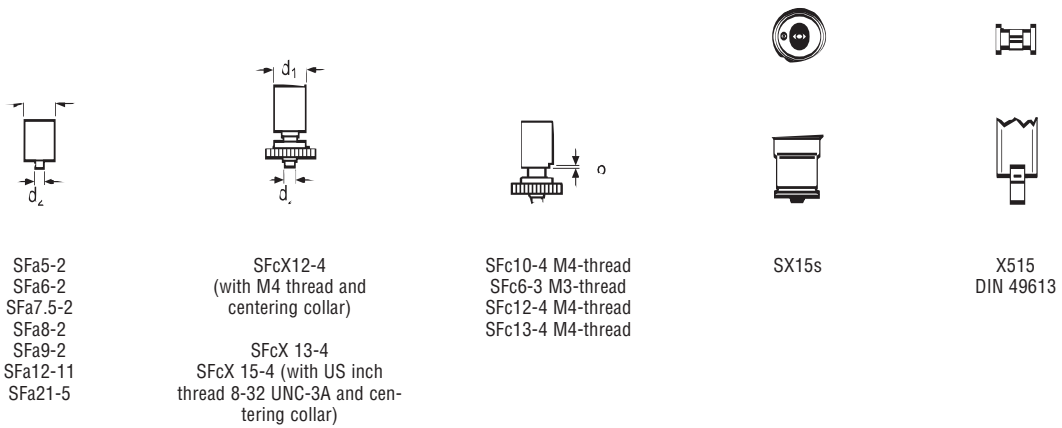 d₁
d₂
SFa5-2
SFa6-2
SFa7.5-2
SFa8-2
SFa9-2
SFa12-11
SFa21-5
SFcX12-4
(with M4 thread and
centering collar)
SFcX 13-4
SFcX 15-4 (with US inch
thread 8-32 UNC-3A and cen-
tering collar)
SFc10-4 M4-thread
SFc6-3 M3-thread
SFc12-4 M4-thread
SFc13-4 M4-thread
SX15s
X515
DIN 49613